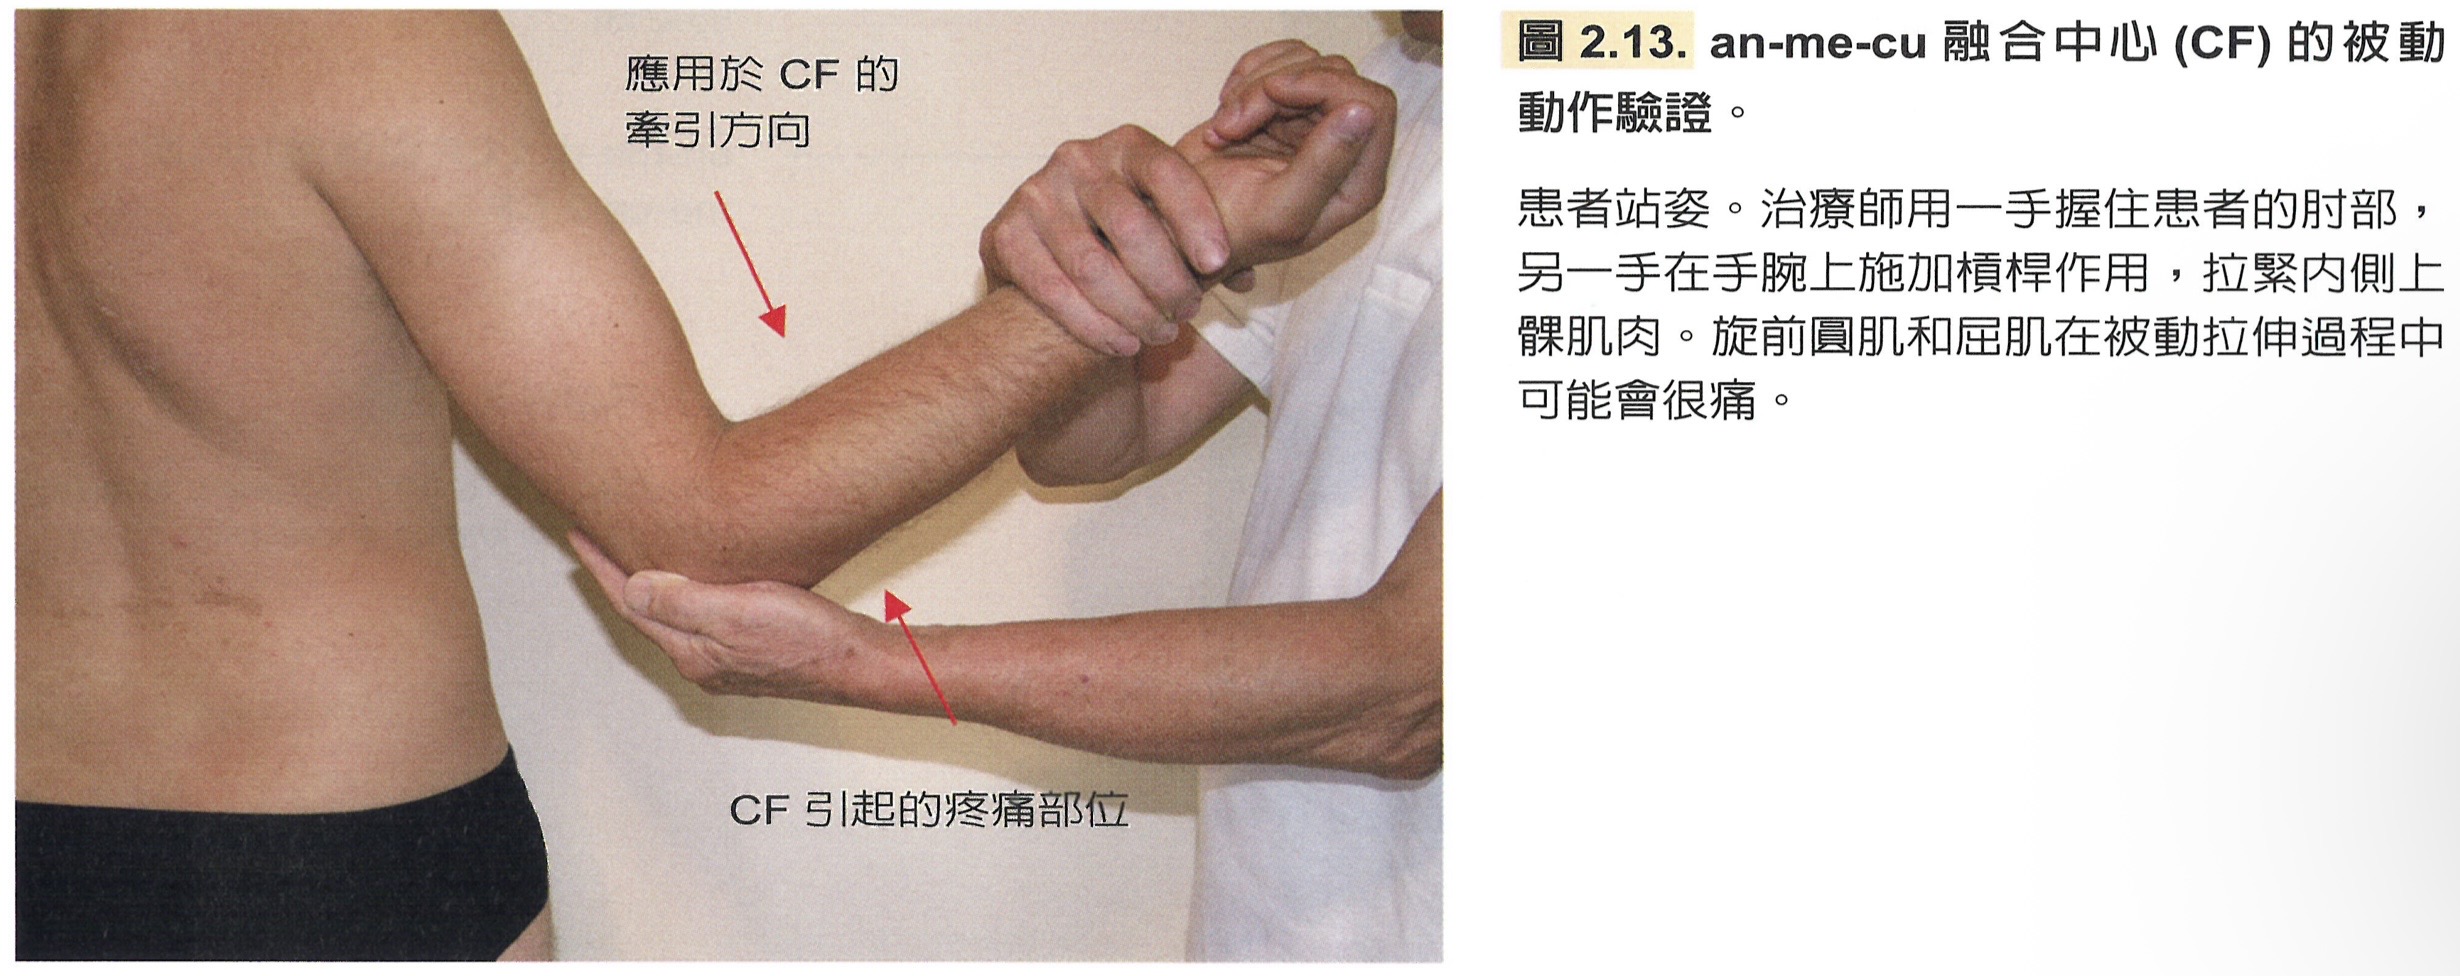 應用於 CF 的
牽引方向
CF 引起的疼痛部位
圖 2.13. an-me-cu 融合中心 (CF) 的被動
動作驗證。
患者站姿。治療師用一手握住患者的肘部，
另一手在手腕上施加槓桿作用，拉緊內側上
髁肌肉。旋前圓肌和屈肌在被動拉伸過程中
可能會很痛。